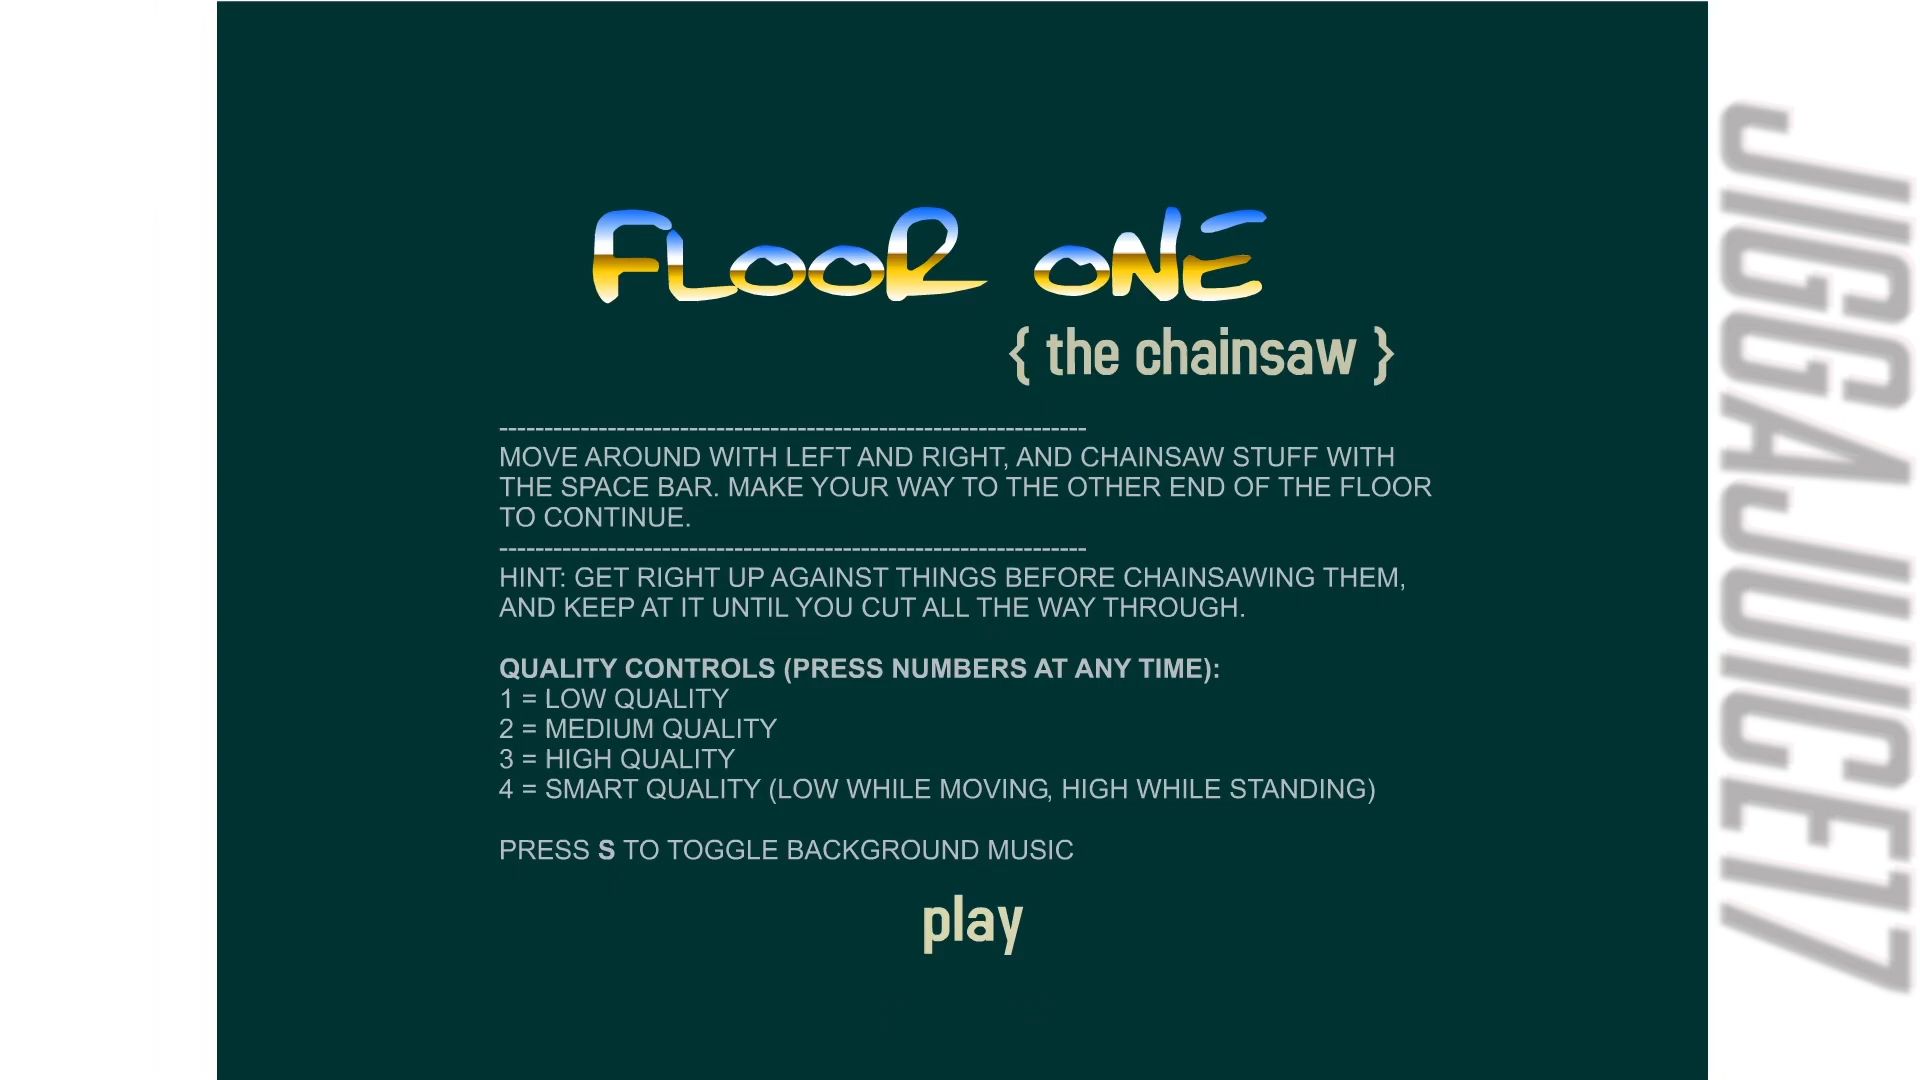 FLOOR ONE
{ the chainsaw }
-----------------------------------------------------------------
MOVE AROUND WITH LEFT AND RIGHT, AND CHAINSAW STUFF WITH
THE SPACE BAR. MAKE YOUR WAY TO THE OTHER END OF THE FLOOR
TO CONTINUE.
-----------------------------------------------------------------
HINT: GET RIGHT UP AGAINST THINGS BEFORE CHAINSAWING THEM,
AND KEEP AT IT UNTIL YOU CUT ALL THE WAY THROUGH.
QUALITY CONTROLS (PRESS NUMBERS AT ANY TIME):
1 = LOW QUALITY
2 = MEDIUM QUALITY
3 = HIGH QUALITY
4 = SMART QUALITY (LOW WHILE MOVING, HIGH WHILE STANDING)
PRESS S TO TOGGLE BACKGROUND MUSIC
play
JIGGAJUICE17